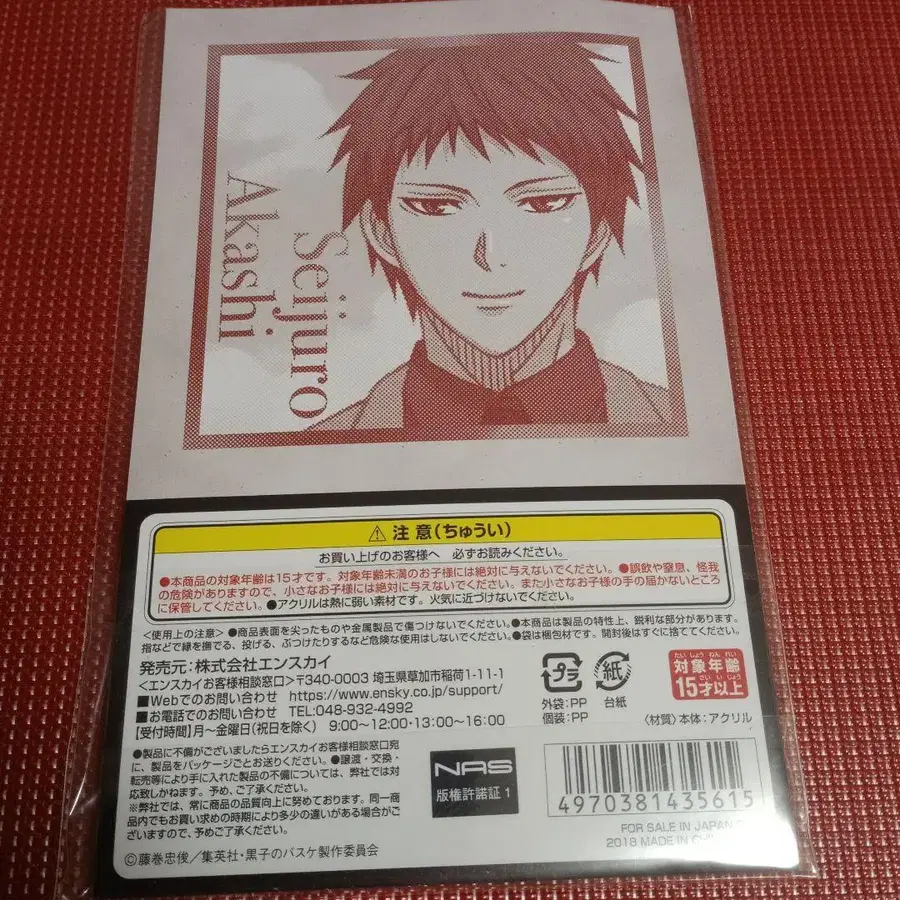 Seijuro
Akashi
注意(ちゅうい)
お買い上げのお客様へ 必ずお読みください。
●本商品の対象年齢は15才です。対象年齢未満のお子様には絶対に与えないでください。●誤飲や窒息、怪我
の危険がありますので、小さなお子様には絶対に与えないでください。また小さなお子様の手の届かないところ
に保管してください。●アクリルは熱に弱い素材です。火気に近づけないでください。
<使用上の注意>●商品表面を尖ったものや金属製品で傷つけないでください。●本商品は製品の特性上、鋭利な部分があります。
指などで縁を撫でる、投げる、ぶつけたりするなど危険な使用はしないでください。●袋は梱包材です。開封後はすぐに捨ててください。
発売元:株式会社エンスカイ
<エンスカイお客様相談窓口>〒340-0003 埼玉県草加市稲荷1-11-1
■Webでのお問い合わせ https://www.ensky.co.jp/support/
■お電話でのお問い合わせ TEL:048-932-4992
【受付時間】月〜金曜日(祝日を除く) 9:00〜12:00・13:00〜16:00
プラ
外袋:PP
個装:PP
紙
台紙
たいしょうねんれい
対象年齢
さいいじょう
15才以上
〈材質〉本体:アクリル
●製品に不備がございましたらエンスカイお客様相談窓口宛
に、製品をパッケージごとお送りください。●譲渡・交換・
転売等により手に入れた製品の不備については、弊社では対
応致しかねます。予め、ご了承ください。
※弊社では、常に商品の品質向上に努めております。同一商
品内でもお買い求めの時期により多少の違いがある場合がご
ざいますので、予めご了承ください。
©藤巻忠俊/集英社・黒子のバスケ製作委員会
NAS
版権許諾証 1
4970381435615
FOR SALE IN JAPAN
2018 MADE IN